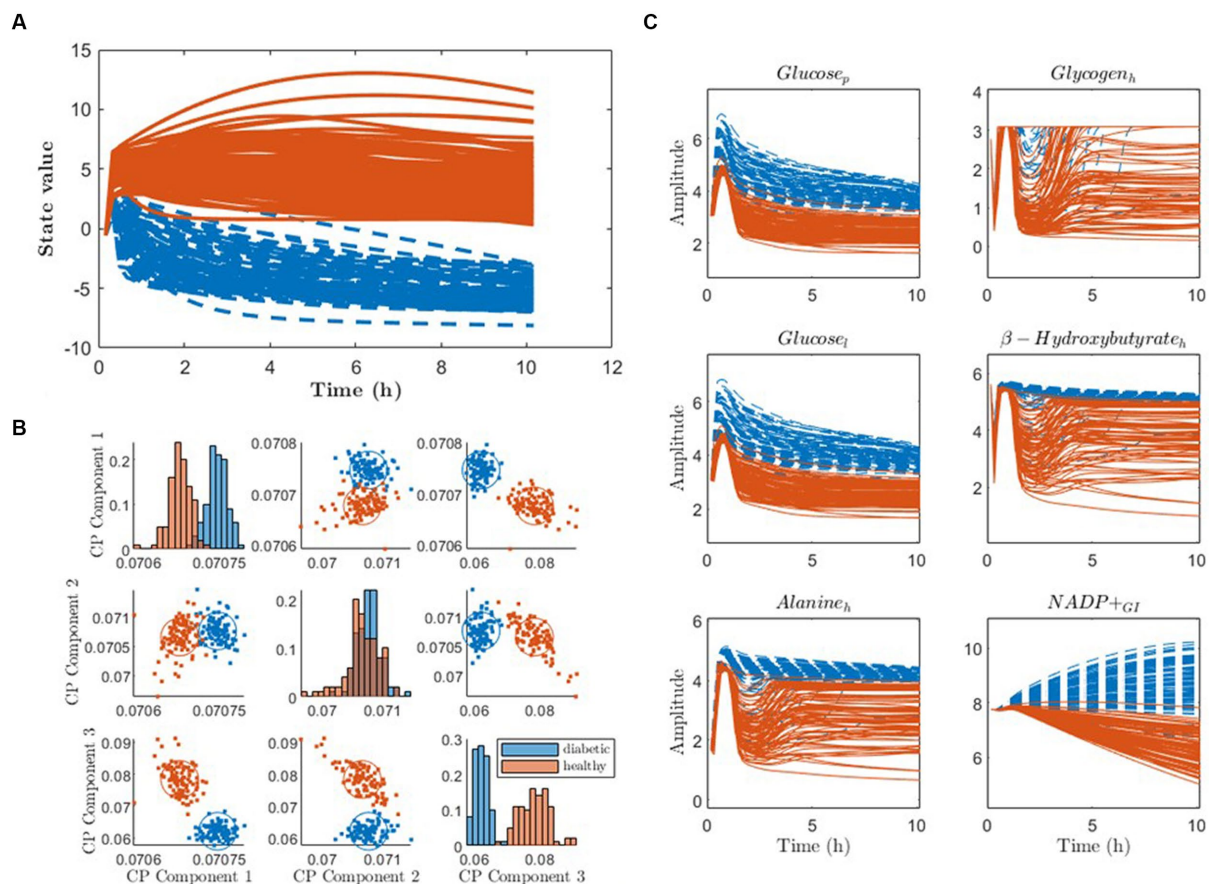 A
15
10
5
0
-5
-10
State value
0 2 4 6 8 10 12
Time (h)
B
CP Component 1
0.2
0.1
0
0.0706 0.07075
0.0708
0.0707
0.0706
0.07 0.071
0.0708
0.0707
0.0706
0.06 0.08
CP Component 2
0.071
0.0705
0.07
0.0706 0.07075
0.2
0.1
0
0.07 0.071
0.071
0.0705
0.07
0.06 0.08
CP Component 3
0.09
0.08
0.07
0.06
0.0706 0.07075
CP Component 1
0.09
0.08
0.07
0.06
0.07 0.071
CP Component 2
0.3
0.2
0.1
0
diabetic
healthy
0.06 0.08
CP Component 3
C
Glucose_p
Amplitude
6
4
2
0 5 10
Glycogen_h
4
3
2
1
0
0 5 10
Glucose_l
Amplitude
6
4
2
0 5 10
β − Hydroxybutyrate_h
6
4
2
0 5 10
Alanine_h
Amplitude
6
4
2
0
0 5 10
Time (h)
NADP+_GI
10
8
6
0 5 10
Time (h)